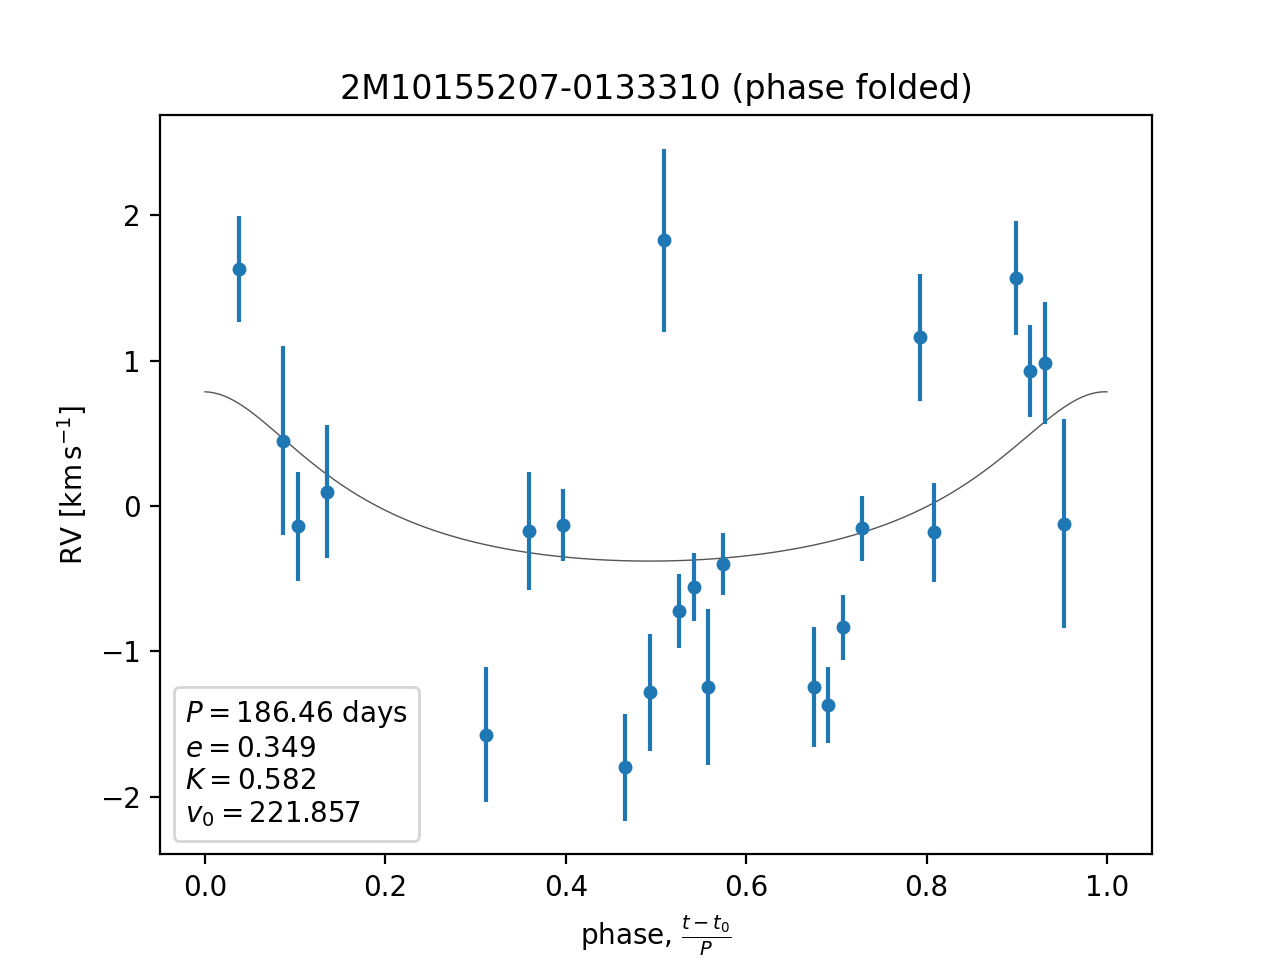 2M10155207-0133310 (phase folded)
RV [km s⁻¹]
2
1
0
−1
−2
P = 186.46 days
e = 0.349
K = 0.582
v₀ = 221.857
0.0 0.2 0.4 0.6 0.8 1.0
phase, (t − t₀)/P